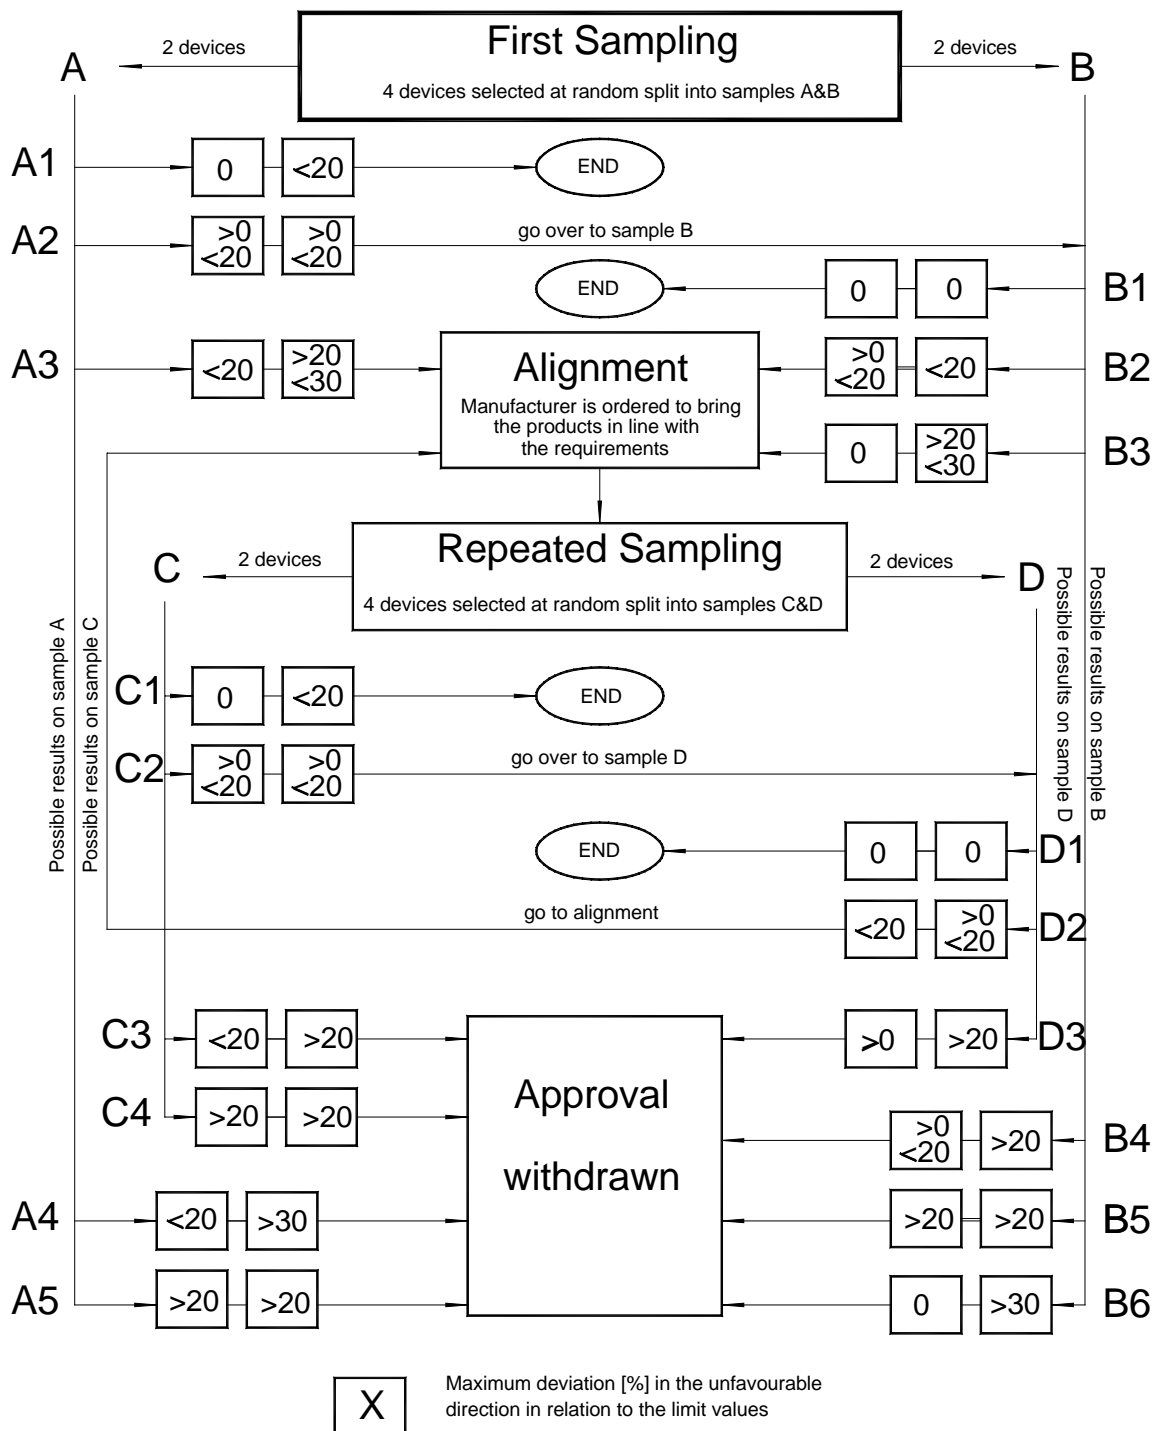 First Sampling
4 devices selected at random split into samples A&B
2 devices
2 devices
A
B
A1
0
<20
END
A2
>0
<20
>0
<20
go over to sample B
END
0
0
B1
A3
<20
>20
<30
Alignment
Manufacturer is ordered to bring
the products in line with
the requirements
>0
<20
<20
B2
0
>20
<30
B3
Repeated Sampling
4 devices selected at random split into samples C&D
2 devices
2 devices
C
D
Possible results on sample A
Possible results on sample C
Possible results on sample D
Possible results on sample B
C1
0
<20
END
C2
>0
<20
>0
<20
go over to sample D
END
0
0
D1
go to alignment
<20
>0
<20
D2
C3
<20
>20
Approval
withdrawn
>0
>20
D3
C4
>20
>20
>0
<20
>20
B4
A4
<20
>30
>20
>20
B5
A5
>20
>20
0
>30
B6
X
Maximum deviation [%] in the unfavourable
direction in relation to the limit values